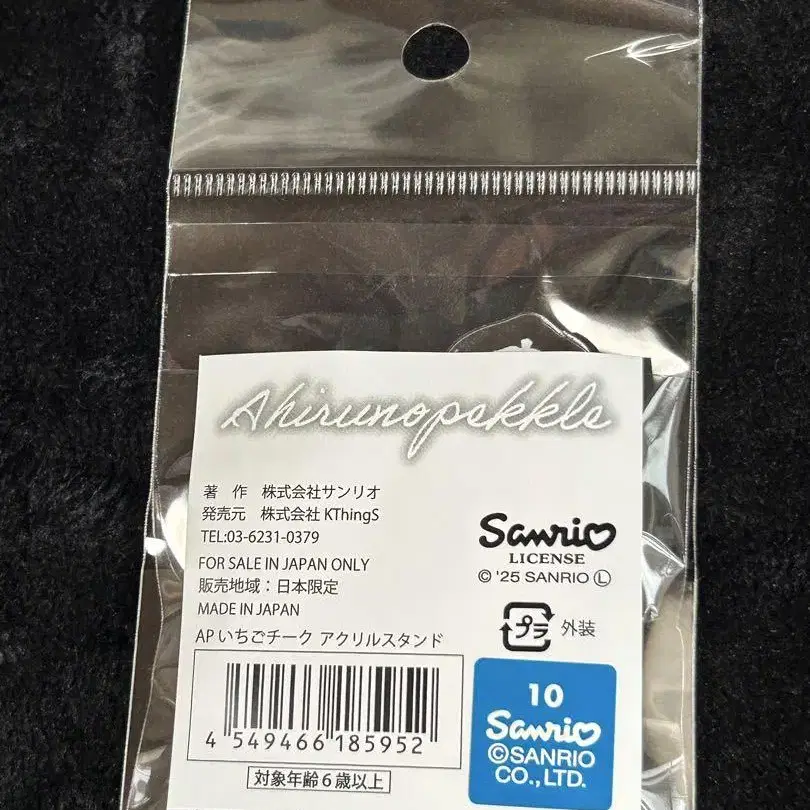 Ahirunopekkle
著　作　株式会社サンリオ
発売元　株式会社 KThingS
TEL:03-6231-0379
FOR SALE IN JAPAN ONLY
販売地域：日本限定
MADE IN JAPAN
AP いちごチーク アクリルスタンド
4 549466 185952
対象年齢６歳以上
Sanrio
LICENSE
© '25 SANRIO Ⓛ
プラ 外装
10
Sanrio
©SANRIO
CO., LTD.